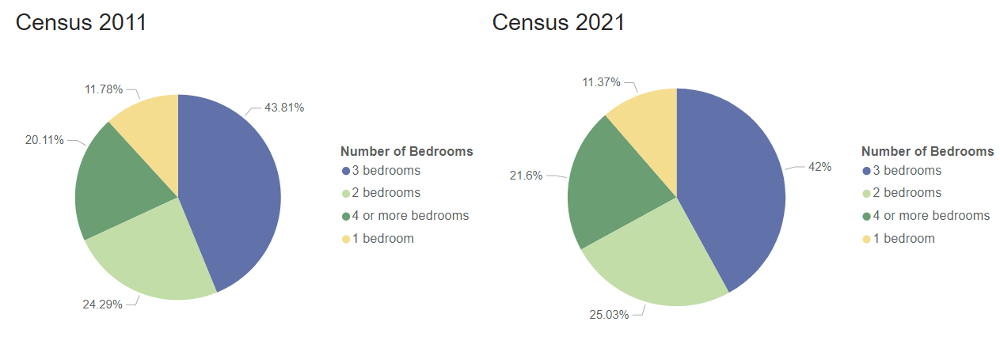 Census 2011
11.78%
43.81%
20.11%
24.29%
Number of Bedrooms
3 bedrooms
2 bedrooms
4 or more bedrooms
1 bedroom
Census 2021
11.37%
42%
21.6%
25.03%
Number of Bedrooms
3 bedrooms
2 bedrooms
4 or more bedrooms
1 bedroom